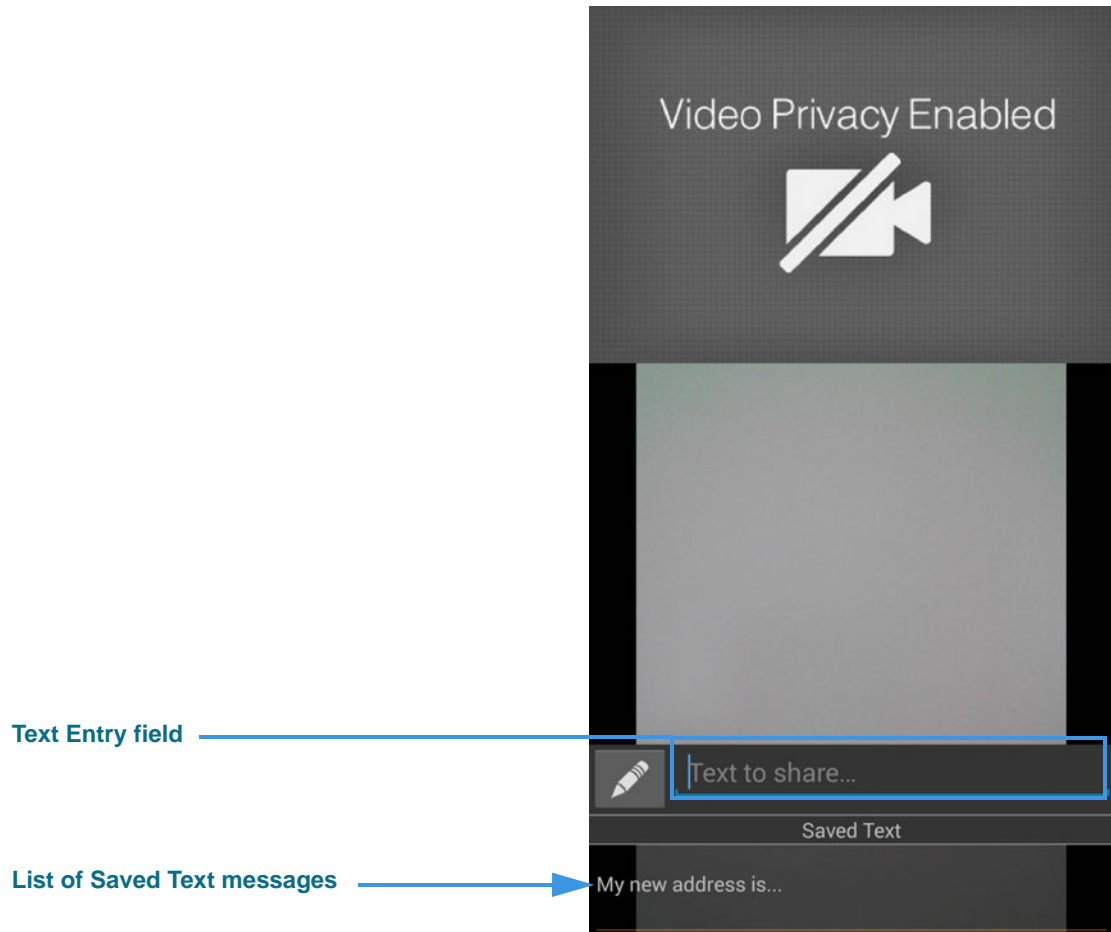 Video Privacy Enabled
Text Entry field
Text to share...
Saved Text
List of Saved Text messages
My new address is...